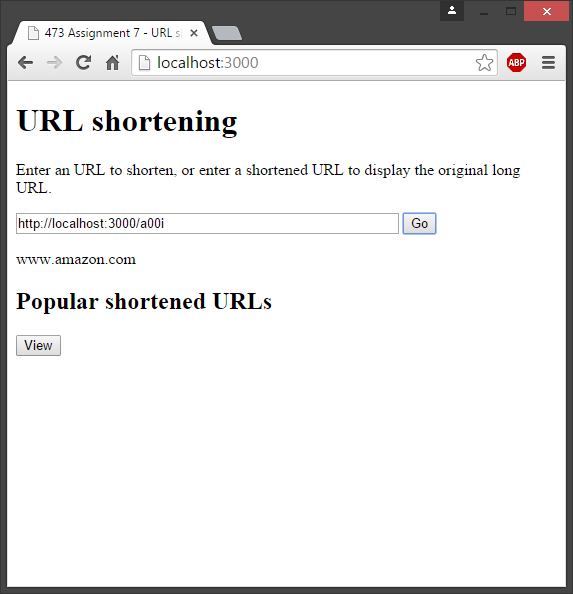 473 Assignment 7 - URL s
localhost:3000
ABP
URL shortening
Enter an URL to shorten, or enter a shortened URL to display the original long
URL.
http://localhost:3000/a00i
Go
www.amazon.com
Popular shortened URLs
View